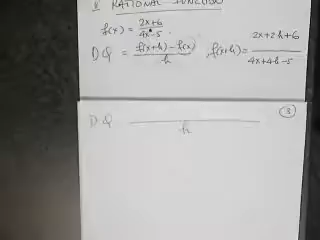 V RATIONAL FUNCTION
f(x) = 2x+6 / 4x-5 .
DQ = f(x+h) - f(x) / h f(x+h) = 2x+2h+6 / 4x+4h-5
3
DQ / h